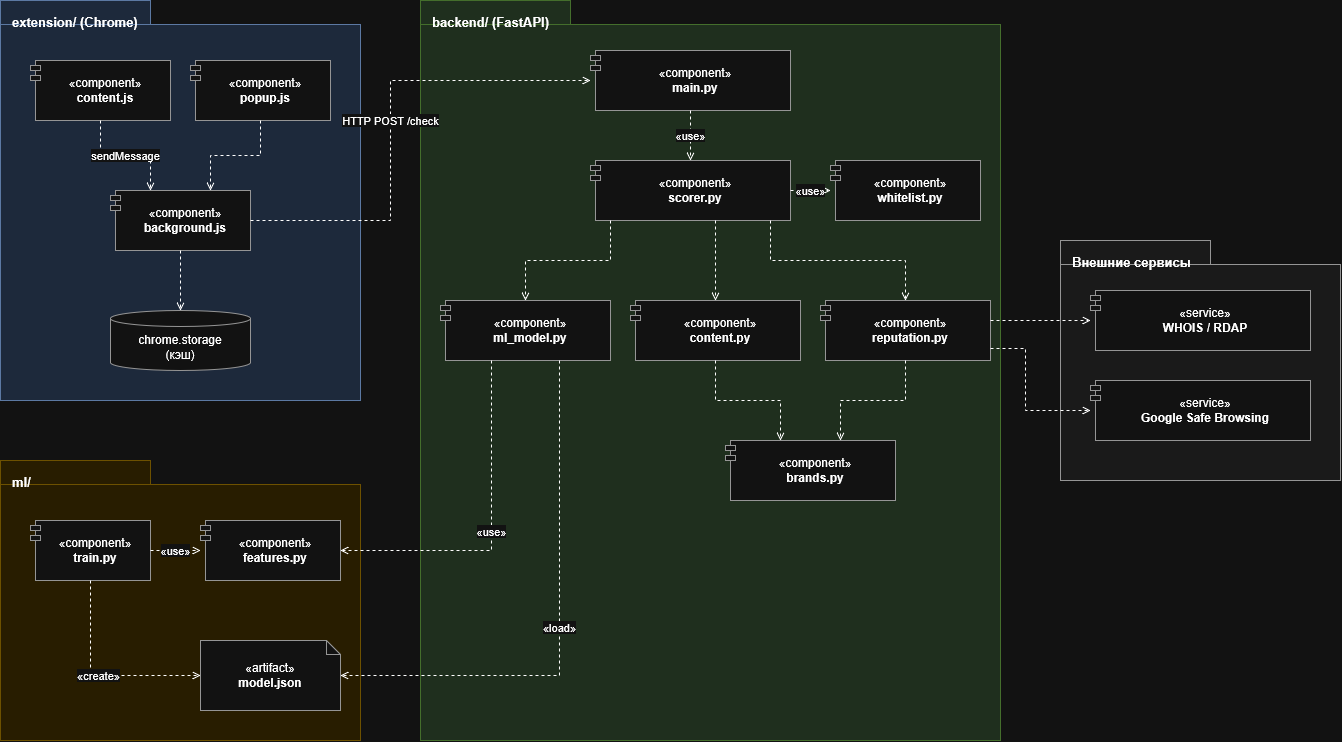 extension/ (Chrome)
«component»
content.js
«component»
popup.js
sendMessage
«component»
background.js
chrome.storage
(кэш)
HTTP POST /check
backend/ (FastAPI)
«component»
main.py
«use»
«component»
scorer.py
«use»
«component»
whitelist.py
«component»
ml_model.py
«component»
content.py
«component»
reputation.py
«component»
brands.py
«use»
«load»
Внешние сервисы
«service»
WHOIS / RDAP
«service»
Google Safe Browsing
ml/
«component»
train.py
«use»
«component»
features.py
«create»
«artifact»
model.json